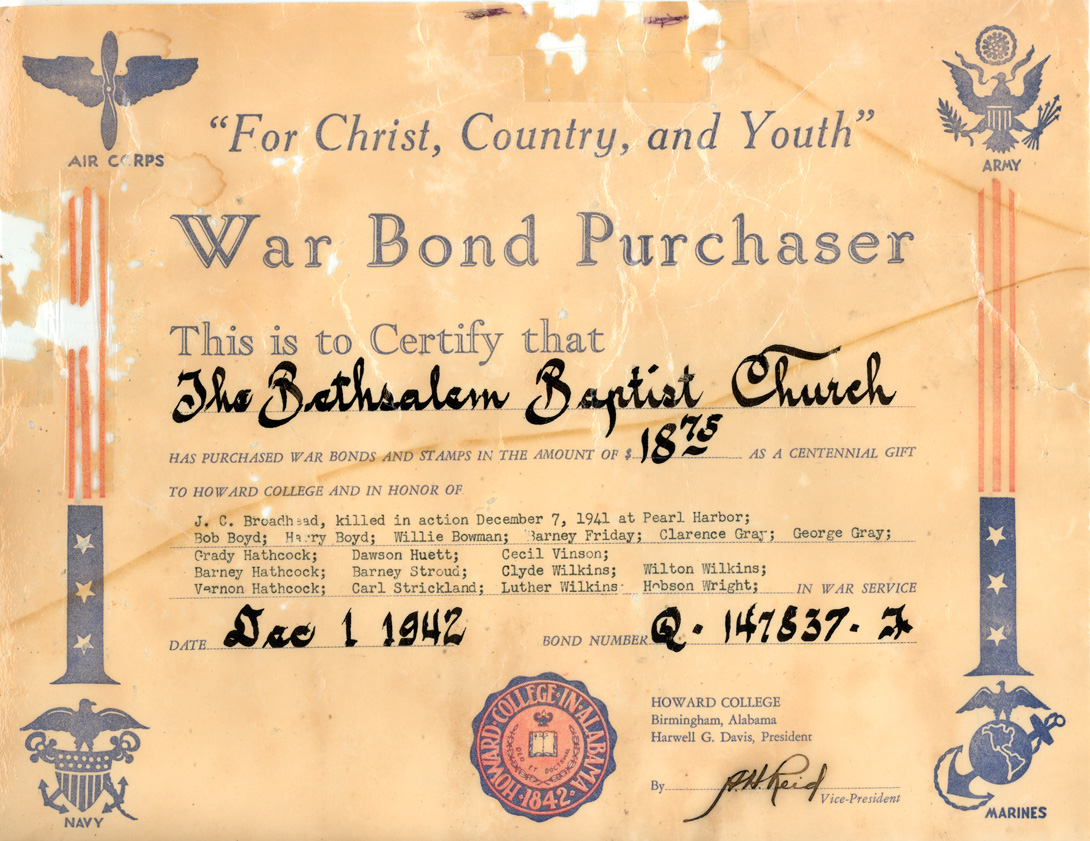 AIR CORPS
ARMY
"For Christ, Country, and Youth"
War Bond Purchaser
This is to Certify that
The Bethsalem Baptist Church
HAS PURCHASED WAR BONDS AND STAMPS IN THE AMOUNT OF $ 18 75 AS A CENTENNIAL GIFT
TO HOWARD COLLEGE AND IN HONOR OF
J. C. Broadhead, killed in action December 7, 1941 at Pearl Harbor;
Bob Boyd; Harry Boyd; Willie Bowman; Barney Friday; Clarence Gray; George Gray;
Grady Hathcock; Dawson Huett; Cecil Vinson;
Barney Hathcock; Barney Stroud; Clyde Wilkins; Wilton Wilkins;
Vernon Hathcock; Carl Strickland; Luther Wilkins Hobson Wright; IN WAR SERVICE
DATE Dec 1 1942 BOND NUMBER Q - 147537 - F
HOWARD COLLEGE IN ALABAMA
1842
HOWARD COLLEGE
Birmingham, Alabama
Harwell G. Davis, President
By A.H. Reid
Vice-President
NAVY
MARINES